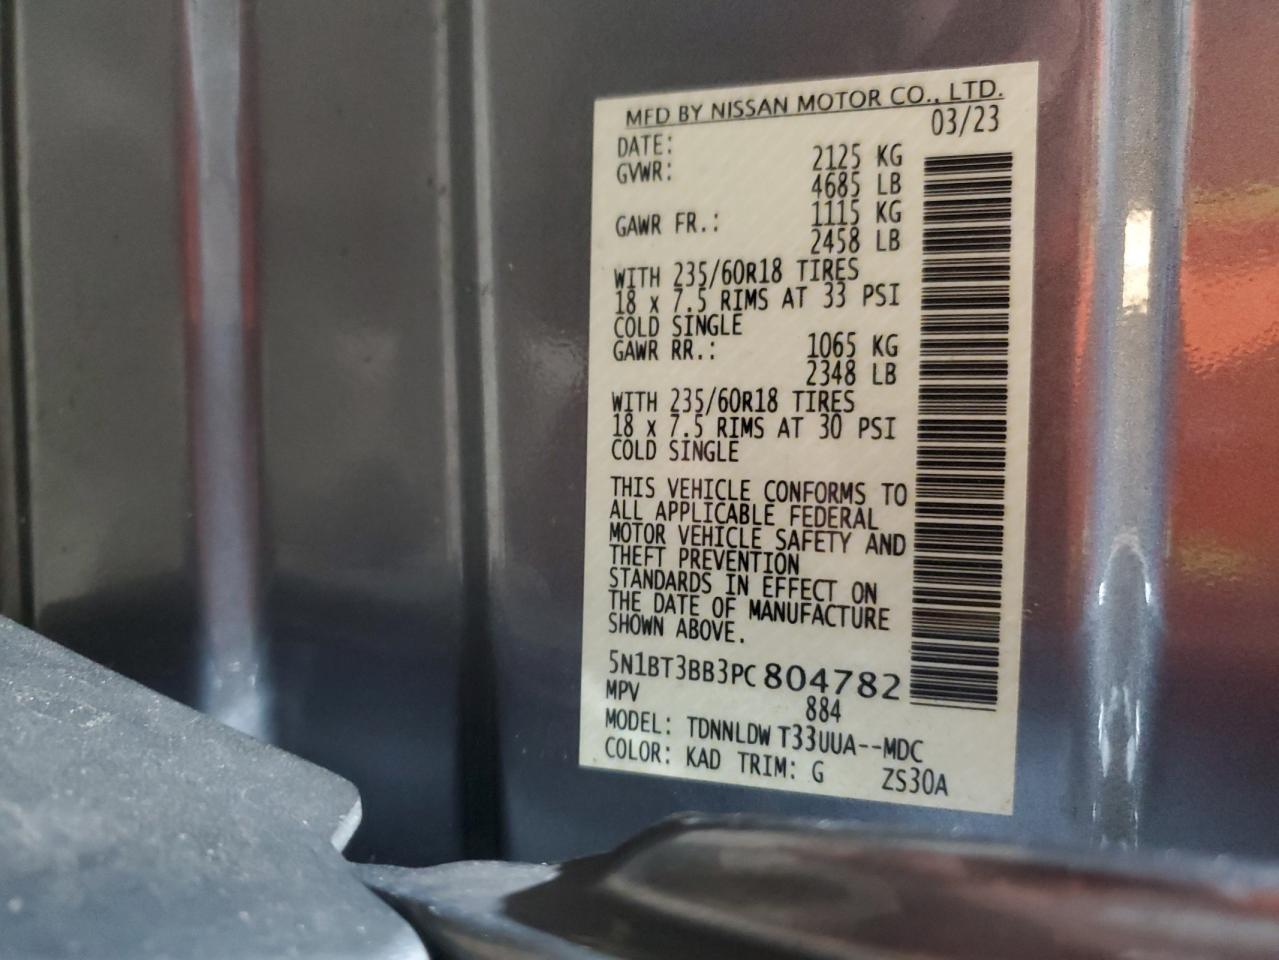 MFD BY NISSAN MOTOR CO., LTD.
DATE: 03/23
GVWR: 2125 KG
4685 LB
GAWR FR.: 1115 KG
2458 LB
WITH 235/60R18 TIRES
18 x 7.5 RIMS AT 33 PSI
COLD SINGLE
GAWR RR.: 1065 KG
2348 LB
WITH 235/60R18 TIRES
18 x 7.5 RIMS AT 30 PSI
COLD SINGLE
THIS VEHICLE CONFORMS TO
ALL APPLICABLE FEDERAL
MOTOR VEHICLE SAFETY AND
THEFT PREVENTION
STANDARDS IN EFFECT ON
THE DATE OF MANUFACTURE
SHOWN ABOVE.
5N1BT3BB3PC804782
MPV 884
MODEL: TDNNLDWT33UUA--MDC
COLOR: KAD TRIM: G ZS30A